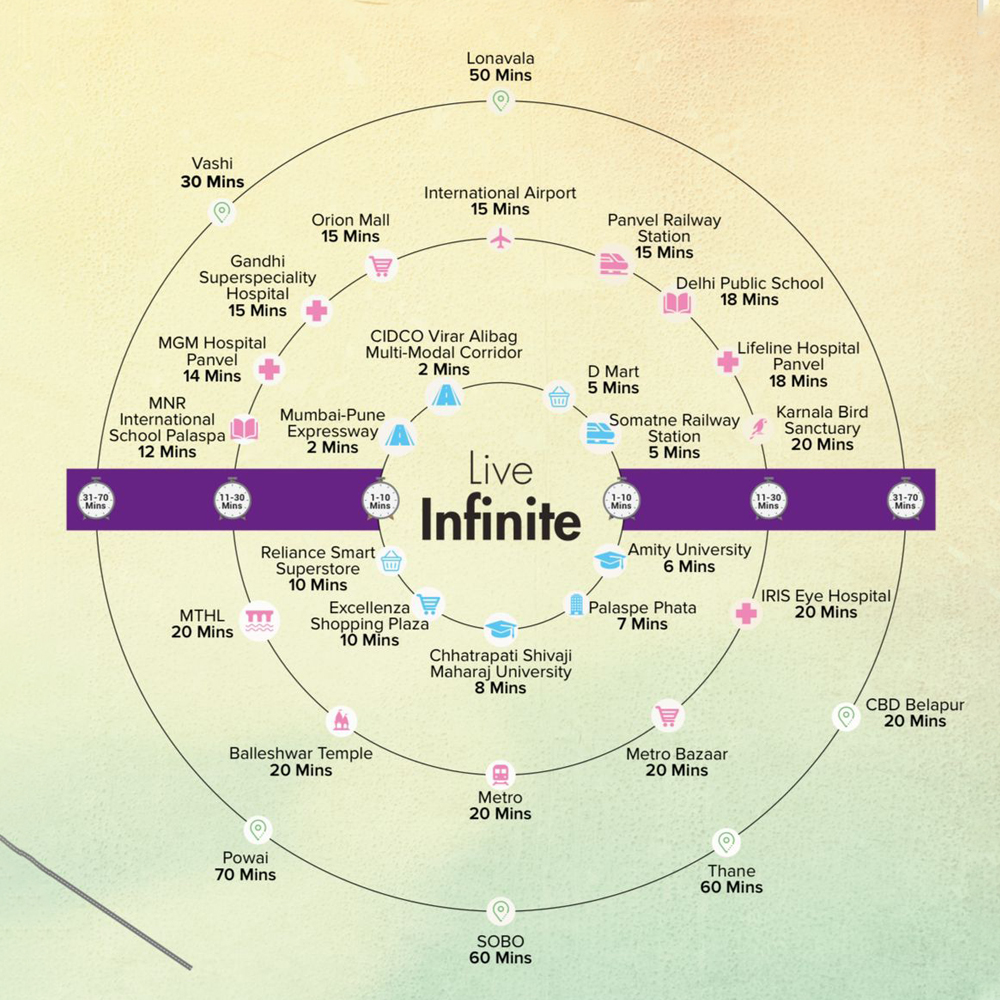 Lonavala
50 Mins
Vashi
30 Mins
International Airport
15 Mins
Orion Mall
15 Mins
Panvel Railway
Station
15 Mins
Gandhi
Superspeciality
Hospital
15 Mins
Delhi Public School
18 Mins
MGM Hospital
Panvel
14 Mins
CIDCO Virar Alibag
Multi-Modal Corridor
2 Mins
Lifeline Hospital
Panvel
18 Mins
D Mart
5 Mins
MNR
International
School Palaspa
12 Mins
Mumbai-Pune
Expressway
2 Mins
Somatne Railway
Station
5 Mins
Karnala Bird
Sanctuary
20 Mins
Live
Infinite
31-70
Mins
11-30
Mins
1-10
Mins
1-10
Mins
11-30
Mins
31-70
Mins
Reliance Smart
Superstore
10 Mins
Amity University
6 Mins
MTHL
20 Mins
Excellenza
Shopping Plaza
10 Mins
Palaspe Phata
7 Mins
IRIS Eye Hospital
20 Mins
Chhatrapati Shivaji
Maharaj University
8 Mins
CBD Belapur
20 Mins
Balleshwar Temple
20 Mins
Metro Bazaar
20 Mins
Metro
20 Mins
Powai
70 Mins
Thane
60 Mins
SOBO
60 Mins